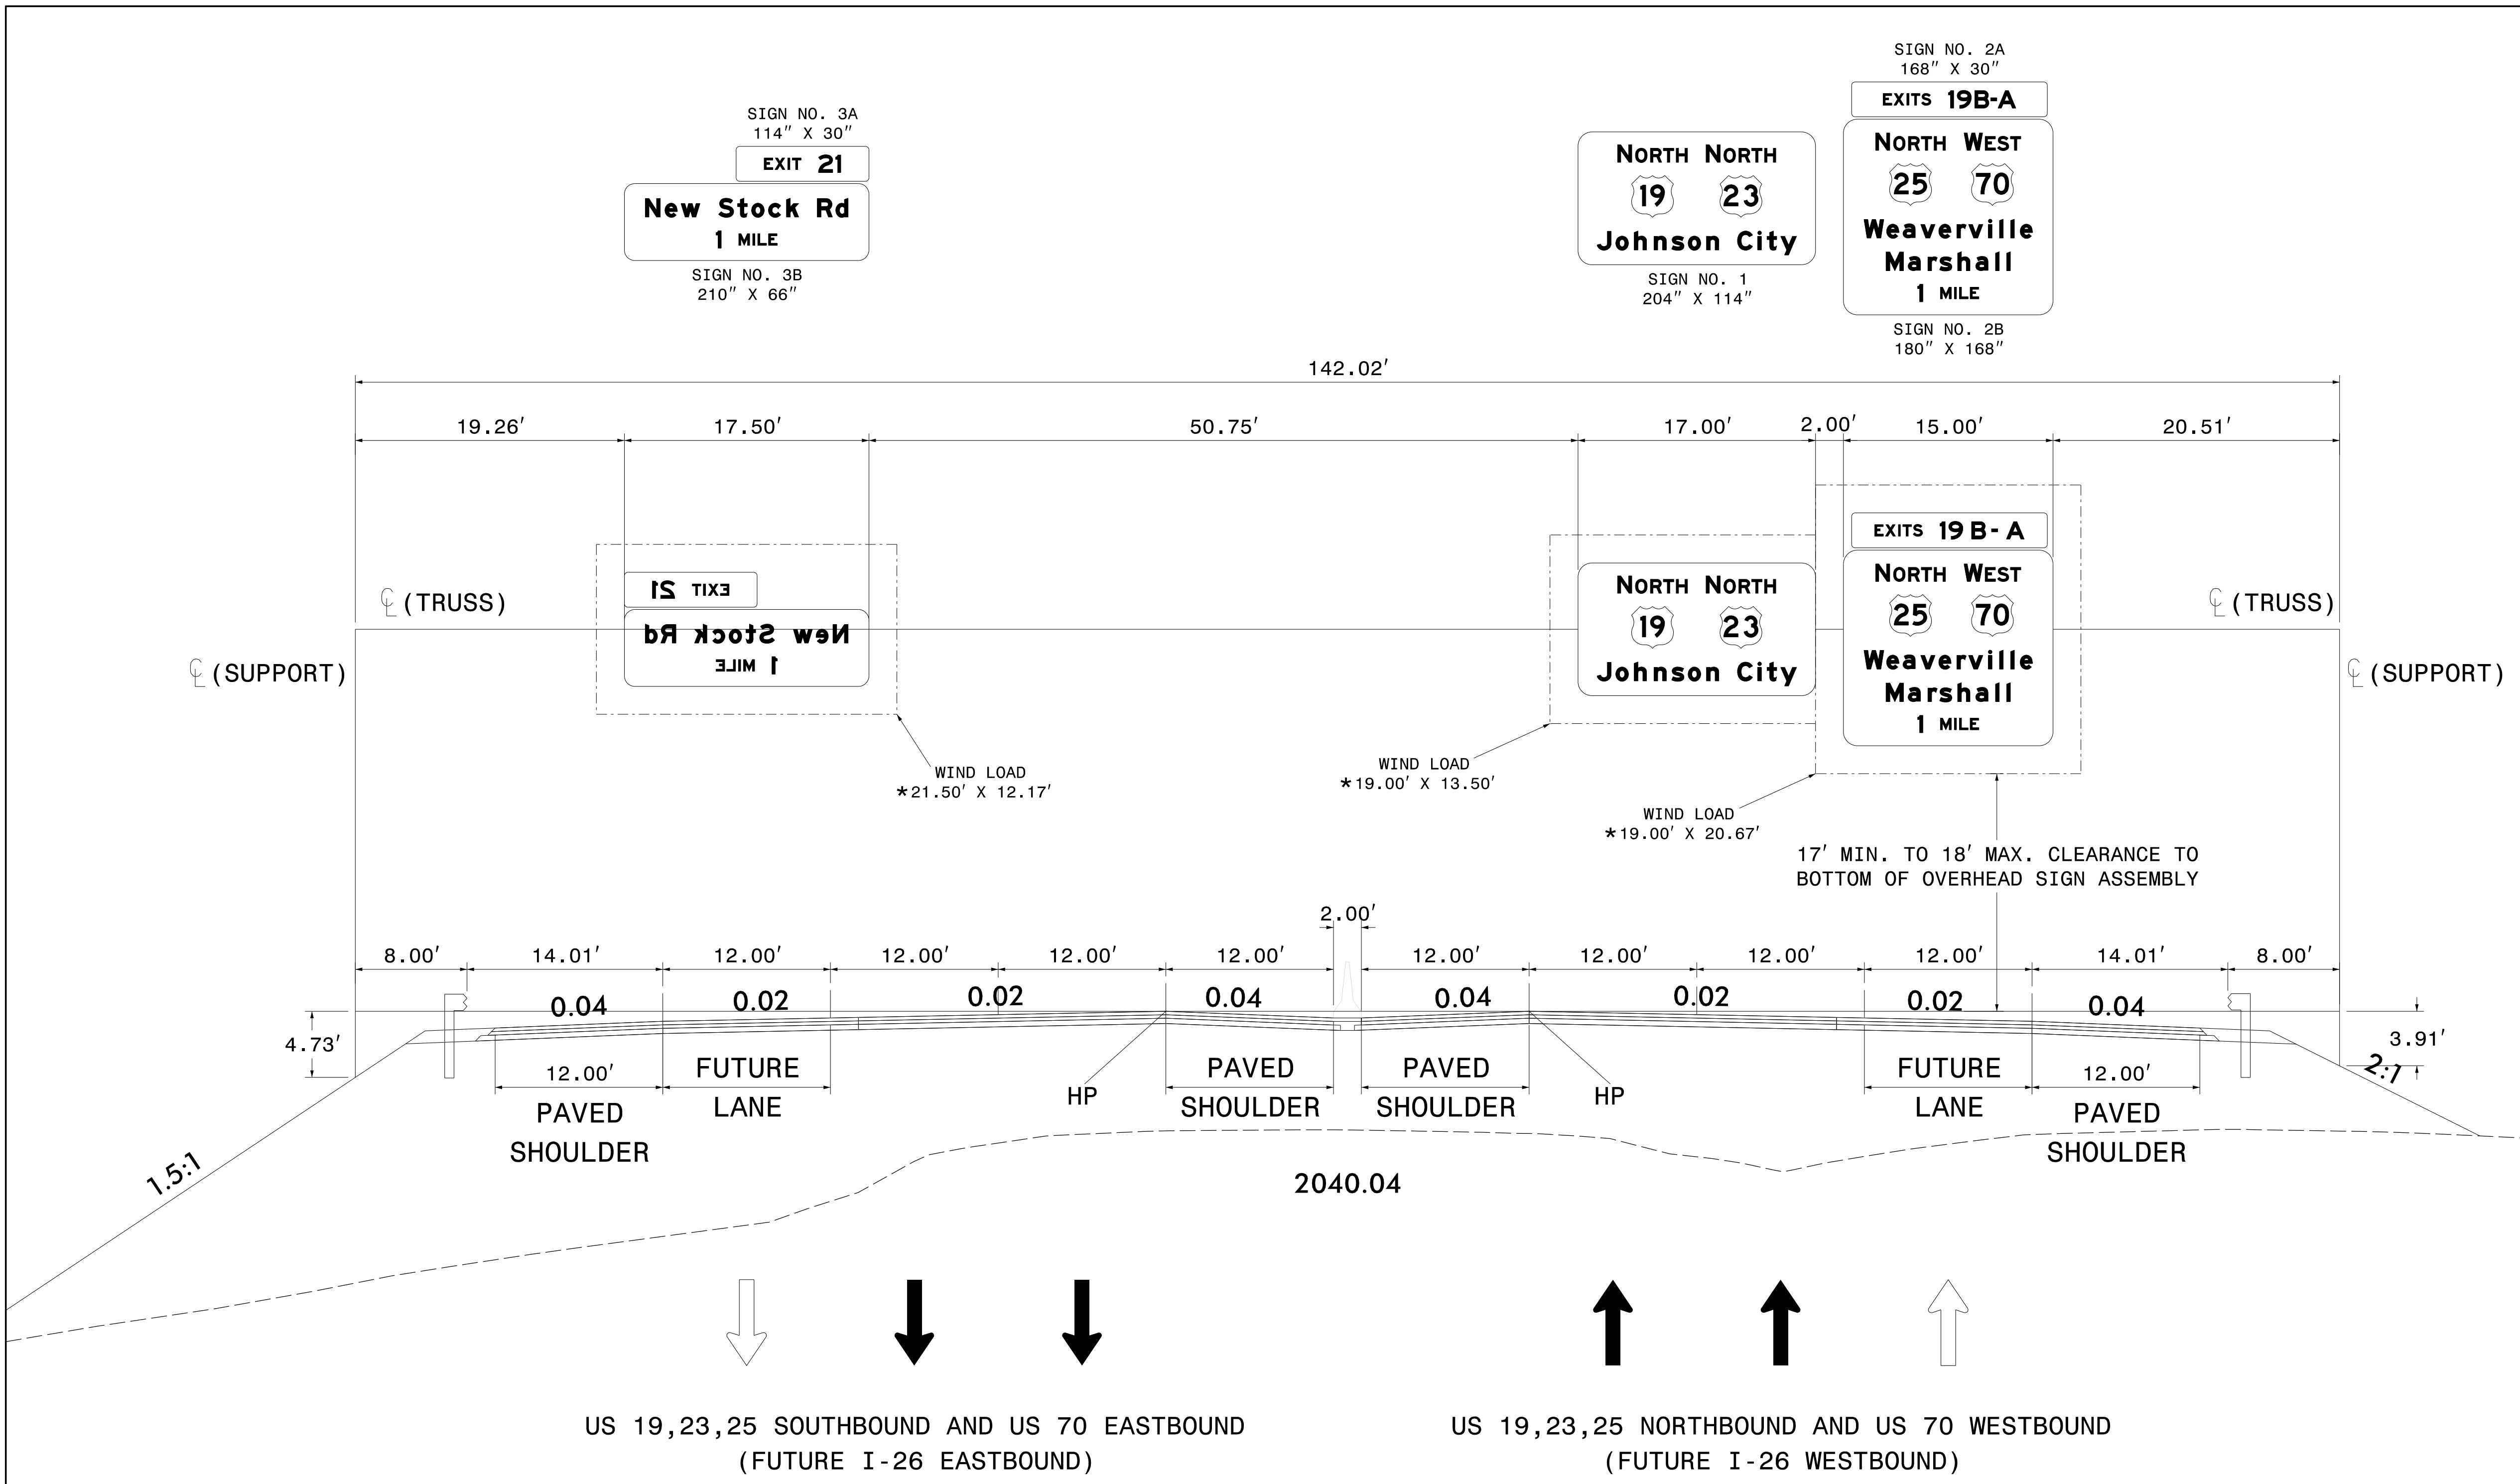 SIGN NO. 3A
114" X 30"
EXIT 21
New Stock Rd
1 MILE
SIGN NO. 3B
210" X 66"
NORTH NORTH
19 23
Johnson City
SIGN NO. 1
204" X 114"
SIGN NO. 2A
168" X 30"
EXITS 19B-A
NORTH WEST
25 70
Weaverville
Marshall
1 MILE
SIGN NO. 2B
180" X 168"
142.02'
19.26' 17.50' 50.75' 17.00' 2.00' 15.00' 20.51'
℄ (TRUSS)
℄ (SUPPORT)
EXIT 21
New Stock Rd
1 MILE
WIND LOAD
*21.50' X 12.17'
NORTH NORTH
19 23
Johnson City
WIND LOAD
*19.00' X 13.50'
EXITS 19B-A
NORTH WEST
25 70
Weaverville
Marshall
1 MILE
WIND LOAD
*19.00' X 20.67'
℄ (TRUSS)
℄ (SUPPORT)
17' MIN. TO 18' MAX. CLEARANCE TO
BOTTOM OF OVERHEAD SIGN ASSEMBLY
2.00'
8.00' 14.01' 12.00' 12.00' 12.00' 12.00' 12.00' 12.00' 12.00' 12.00' 14.01' 8.00'
0.04 0.02 0.02 0.04 0.04 0.02 0.02 0.04
4.73'
3.91'
12.00'
PAVED
SHOULDER
FUTURE
LANE
HP
PAVED
SHOULDER
PAVED
SHOULDER
HP
FUTURE
LANE
12.00'
PAVED
SHOULDER
2:1
1.5:1
2040.04
US 19,23,25 SOUTHBOUND AND US 70 EASTBOUND
(FUTURE I-26 EASTBOUND)
US 19,23,25 NORTHBOUND AND US 70 WESTBOUND
(FUTURE I-26 WESTBOUND)